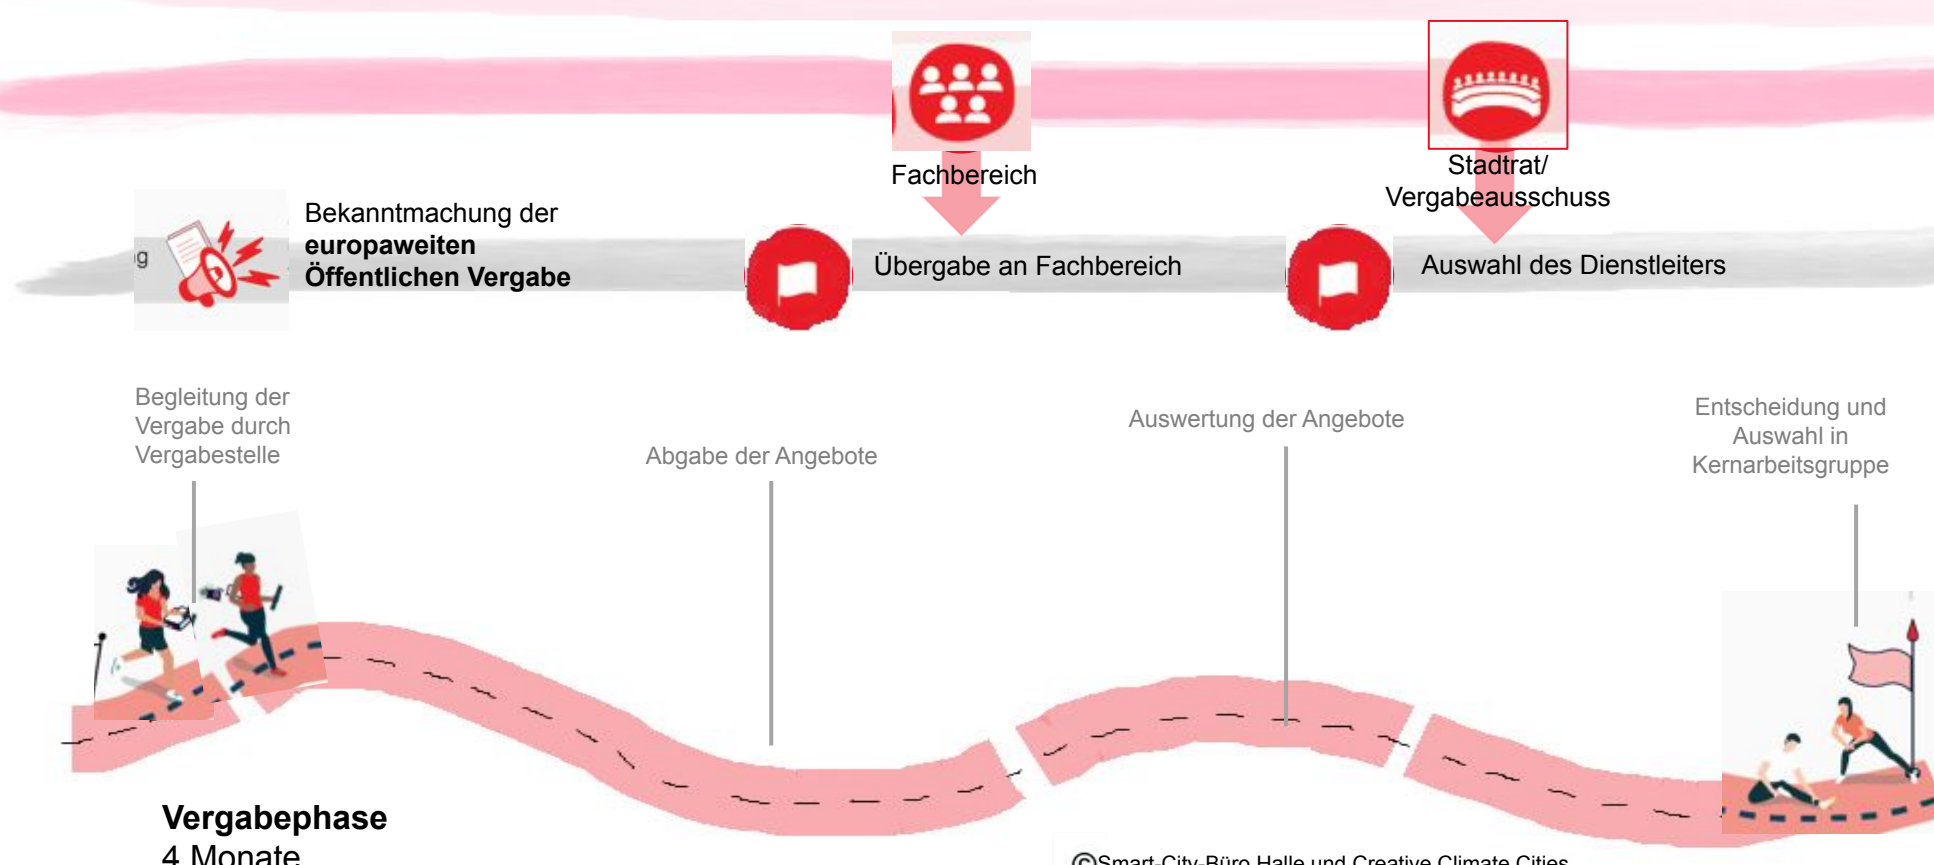 Fachbereich
Stadtrat/
Vergabeausschuss
Bekanntmachung der
europaweiten
Öffentlichen Vergabe
Übergabe an Fachbereich
Auswahl des Dienstleiters
Begleitung der
Vergabe durch
Vergabestelle
Abgabe der Angebote
Auswertung der Angebote
Entscheidung und
Auswahl in
Kernarbeitsgruppe
Vergabephase
4 Monate
©Smart-City-Büro Halle und Creative Climate Cities